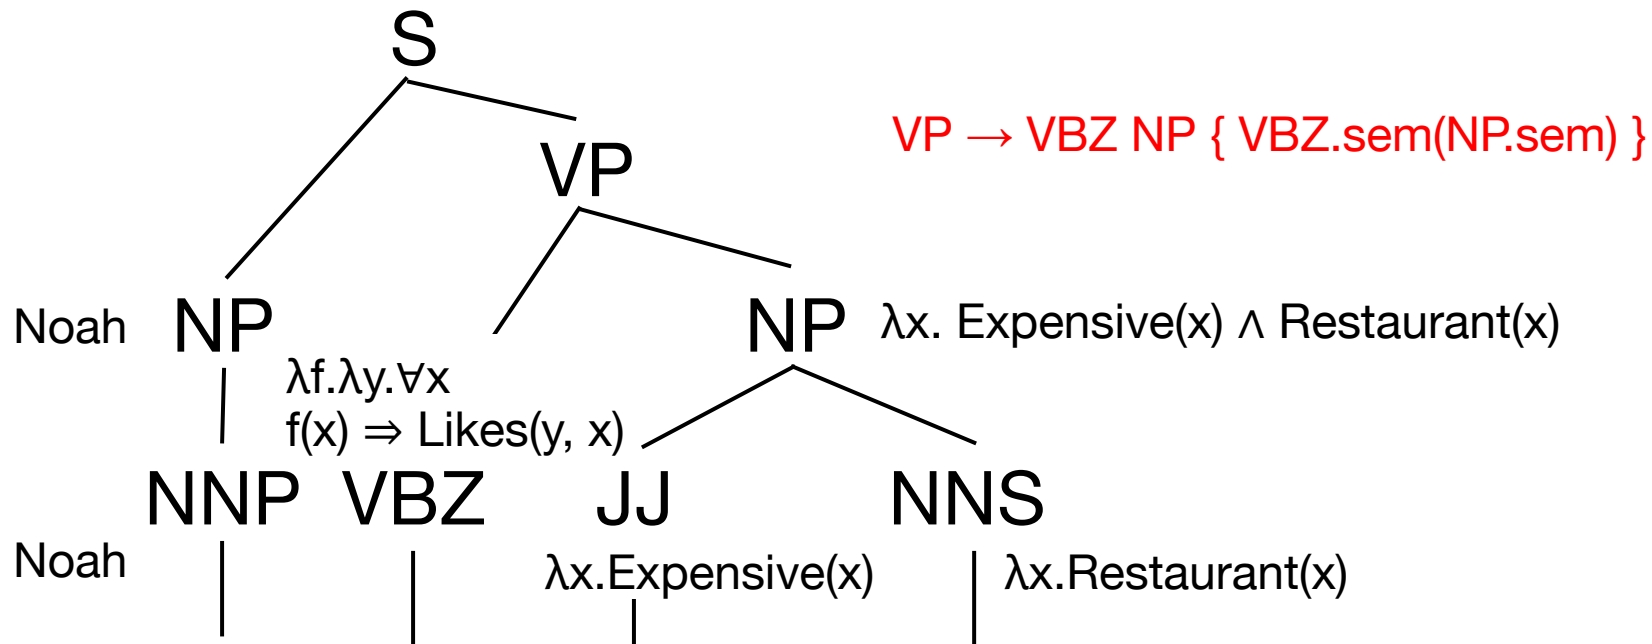 S
VP → VBZ NP { VBZ.sem(NP.sem) }
VP
Noah NP
NP λx. Expensive(x) ∧ Restaurant(x)
λf.λy.∀x
f(x) ⇒ Likes(y, x)
NNP VBZ JJ NNS
Noah
λx.Expensive(x) λx.Restaurant(x)